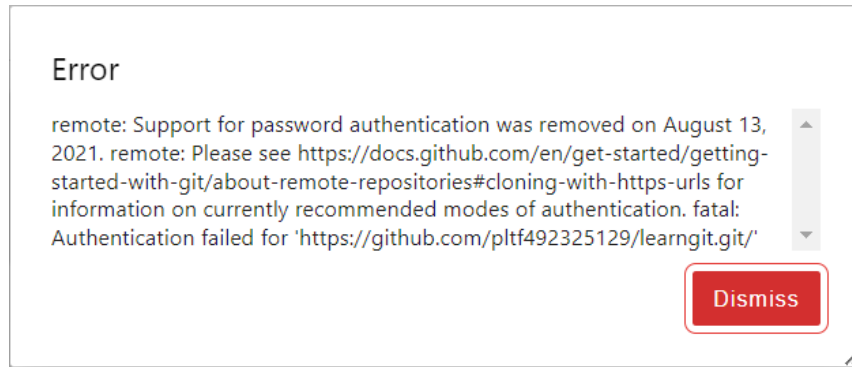 Error
remote: Support for password authentication was removed on August 13,
2021. remote: Please see https://docs.github.com/en/get-started/getting-
started-with-git/about-remote-repositories#cloning-with-https-urls for
information on currently recommended modes of authentication. fatal:
Authentication failed for 'https://github.com/pltf492325129/learngit.git/'
Dismiss